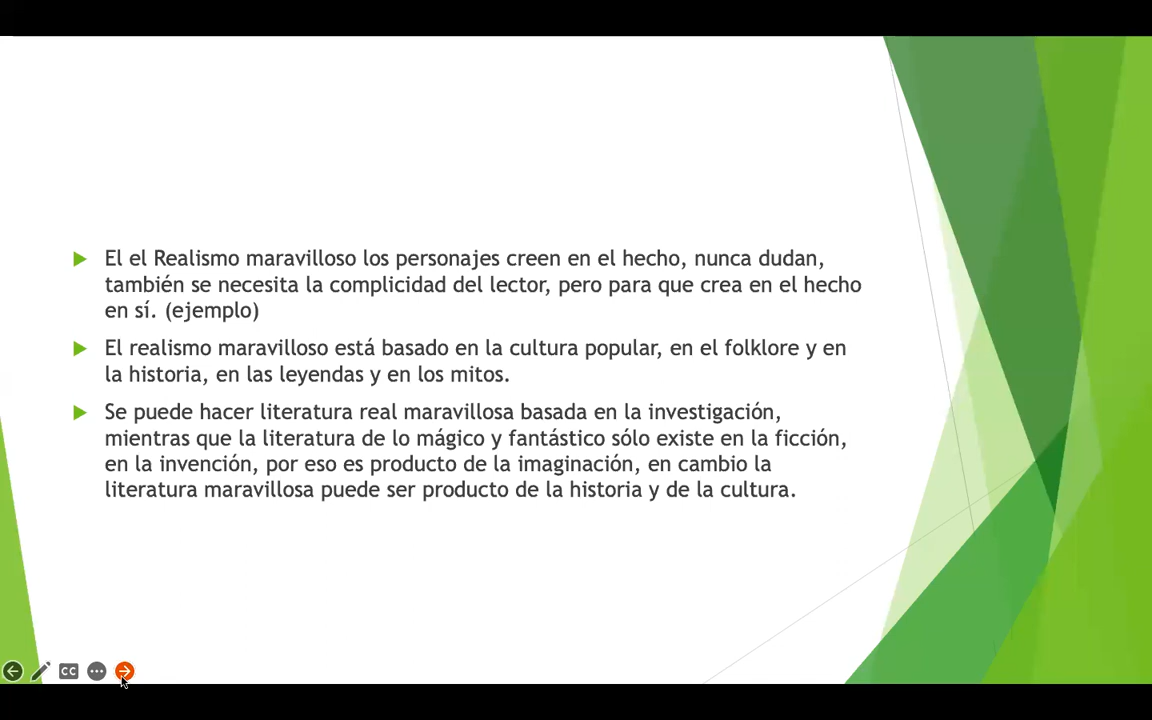 El el Realismo maravilloso los personajes creen en el hecho, nunca dudan,
también se necesita la complicidad del lector, pero para que crea en el hecho
en sí. (ejemplo)
El realismo maravilloso está basado en la cultura popular, en el folklore y en
la historia, en las leyendas y en los mitos.
Se puede hacer literatura real maravillosa basada en la investigación,
mientras que la literatura de lo mágico y fantástico sólo existe en la ficción,
en la invención, por eso es producto de la imaginación, en cambio la
literatura maravillosa puede ser producto de la historia y de la cultura.
CC